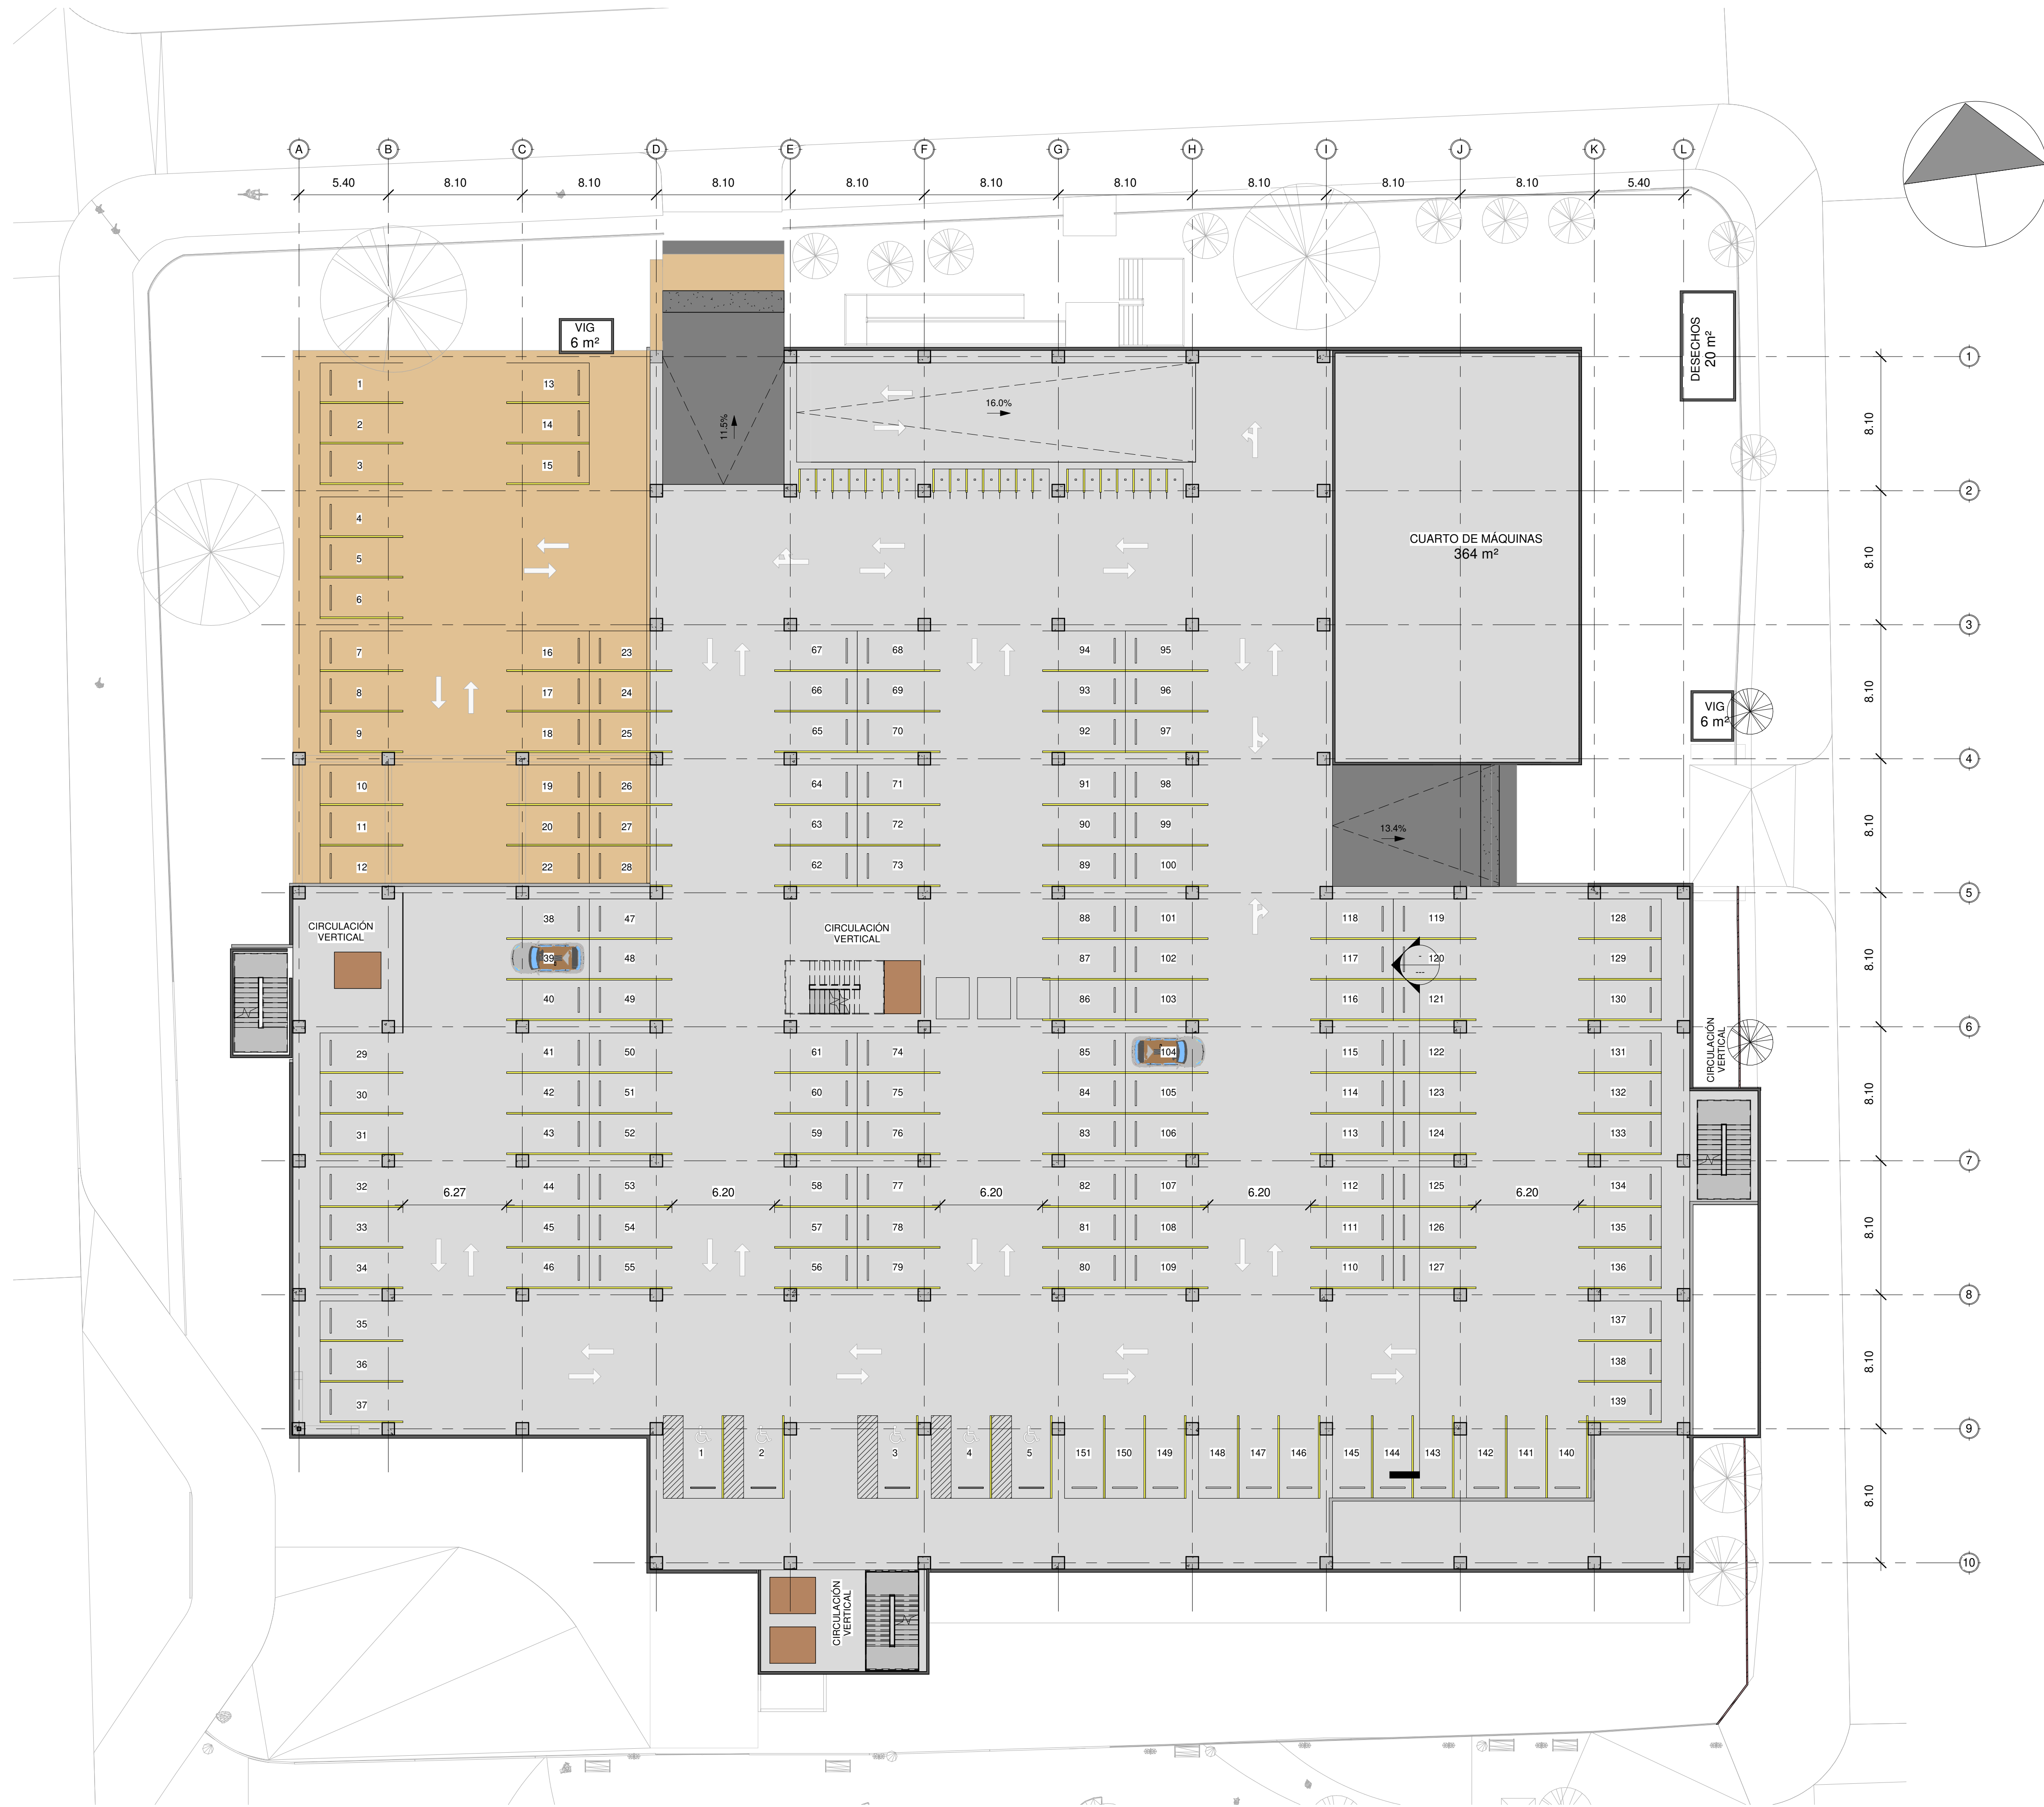 A B C D E F G H I J K L
5.40 8.10 8.10 8.10 8.10 8.10 8.10 8.10 8.10 8.10 5.40
VIG
6 m²
DESECHOS
20 m²
1
1 13
16.0%
11.5%
8.10
2 14
3 15
2
4
CUARTO DE MÁQUINAS
364 m²
8.10
5
6
3
7 16 23 67 68 94 95
8 17 24 66 69 93 96
8.10
9 18 25 65 70 92 97
VIG
6 m²
4
10 19 26 64 71 91 98
11 20 27 63 72 90 99
13.4%
8.10
12 22 28 62 73 89 100
5
CIRCULACIÓN
VERTICAL
38 47
CIRCULACIÓN
VERTICAL
88 101 118 119 128
39 48 87 102 117 120 129
-
---
8.10
40 49 86 103 116 121 130
6
CIRCULACIÓN
VERTICAL
29 41 50 61 74 85 104 115 122 131
30 42 51 60 75 84 105 114 123 132
8.10
31 43 52 59 76 83 106 113 124 133
7
32 44 53 58 77 82 107 112 125 134
6.27 6.20 6.20 6.20 6.20
33 45 54 57 78 81 108 111 126 135
8.10
34 46 55 56 79 80 109 110 127 136
8
35 137
36 138
8.10
37 139
9
1 2 3 4 5 151 150 149 148 147 146 145 144 143 142 141 140
8.10
10
CIRCULACIÓN
VERTICAL